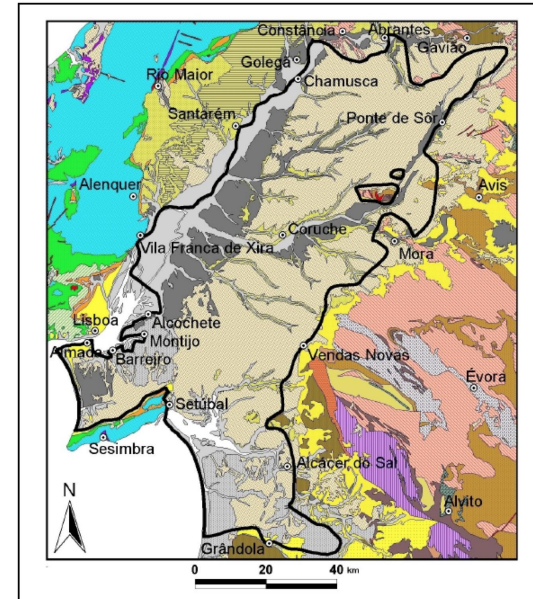 Constância
Abrantes
Gavião
Golegã
Rio Maior
Chamusca
Santarém
Ponte de Sôr
Alenquer
Avis
Coruche
Vila Franca de Xira
Mora
Lisboa
Alcochete
Montijo
Almada
Barreiro
Vendas Novas
Évora
Setúbal
Sesimbra
Alcácer do Sal
Alvito
N
Grândola
0 20 40 km